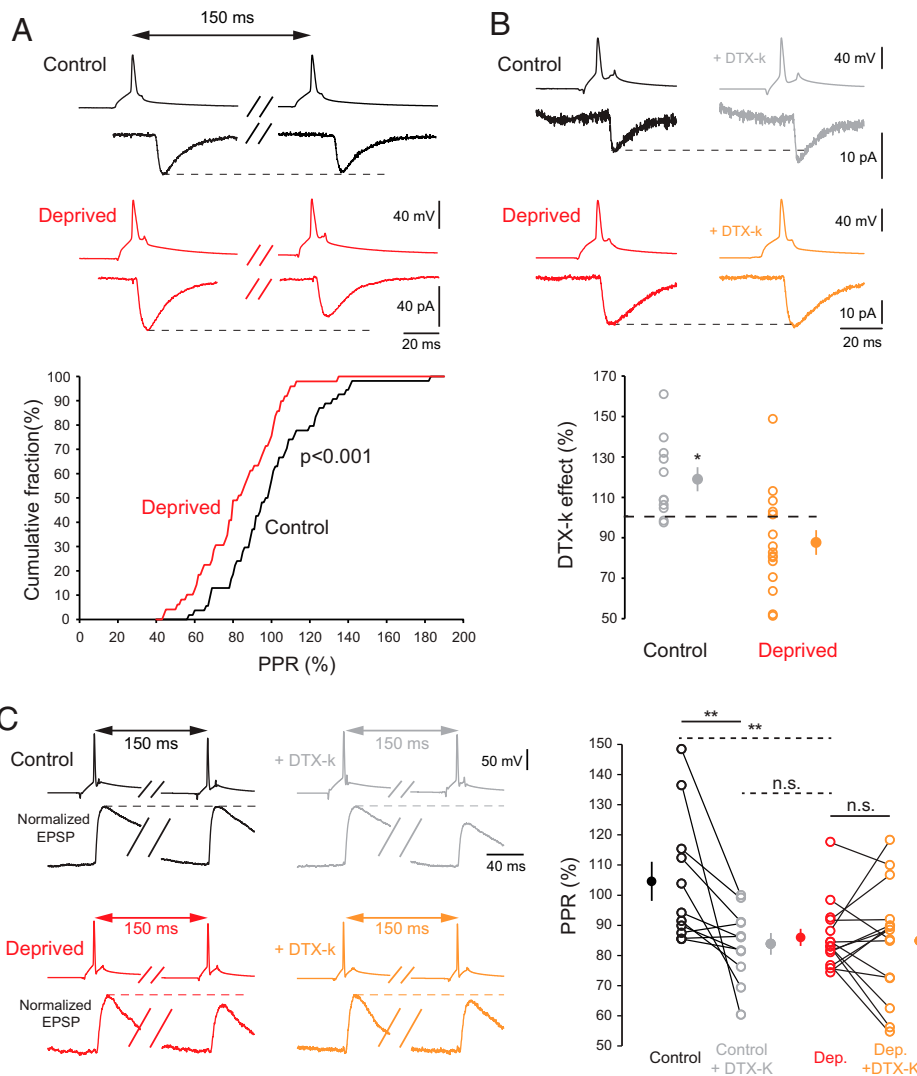 A
150 ms
Control
Deprived
40 mV
40 pA
20 ms
Cumulative fraction(%)
100
90
80
70
60
50
40
30
20
10
0
p<0.001
Deprived
Control
0 20 40 60 80 100 120 140 160 180 200
PPR (%)
B
Control
+ DTX-k
40 mV
10 pA
Deprived
+ DTX-k
40 mV
10 pA
20 ms
DTX-k effect (%)
170
150
130
110
90
70
50
*
Control Deprived
C
150 ms
Control
Normalized
EPSP
150 ms
+ DTX-k
50 mV
40 ms
150 ms
Deprived
Normalized
EPSP
150 ms
+ DTX-k
PPR (%)
150
140
130
120
110
100
90
80
70
60
50
**
**
n.s.
n.s.
Control
Control
+ DTX-K
Dep.
Dep.
+DTX-K